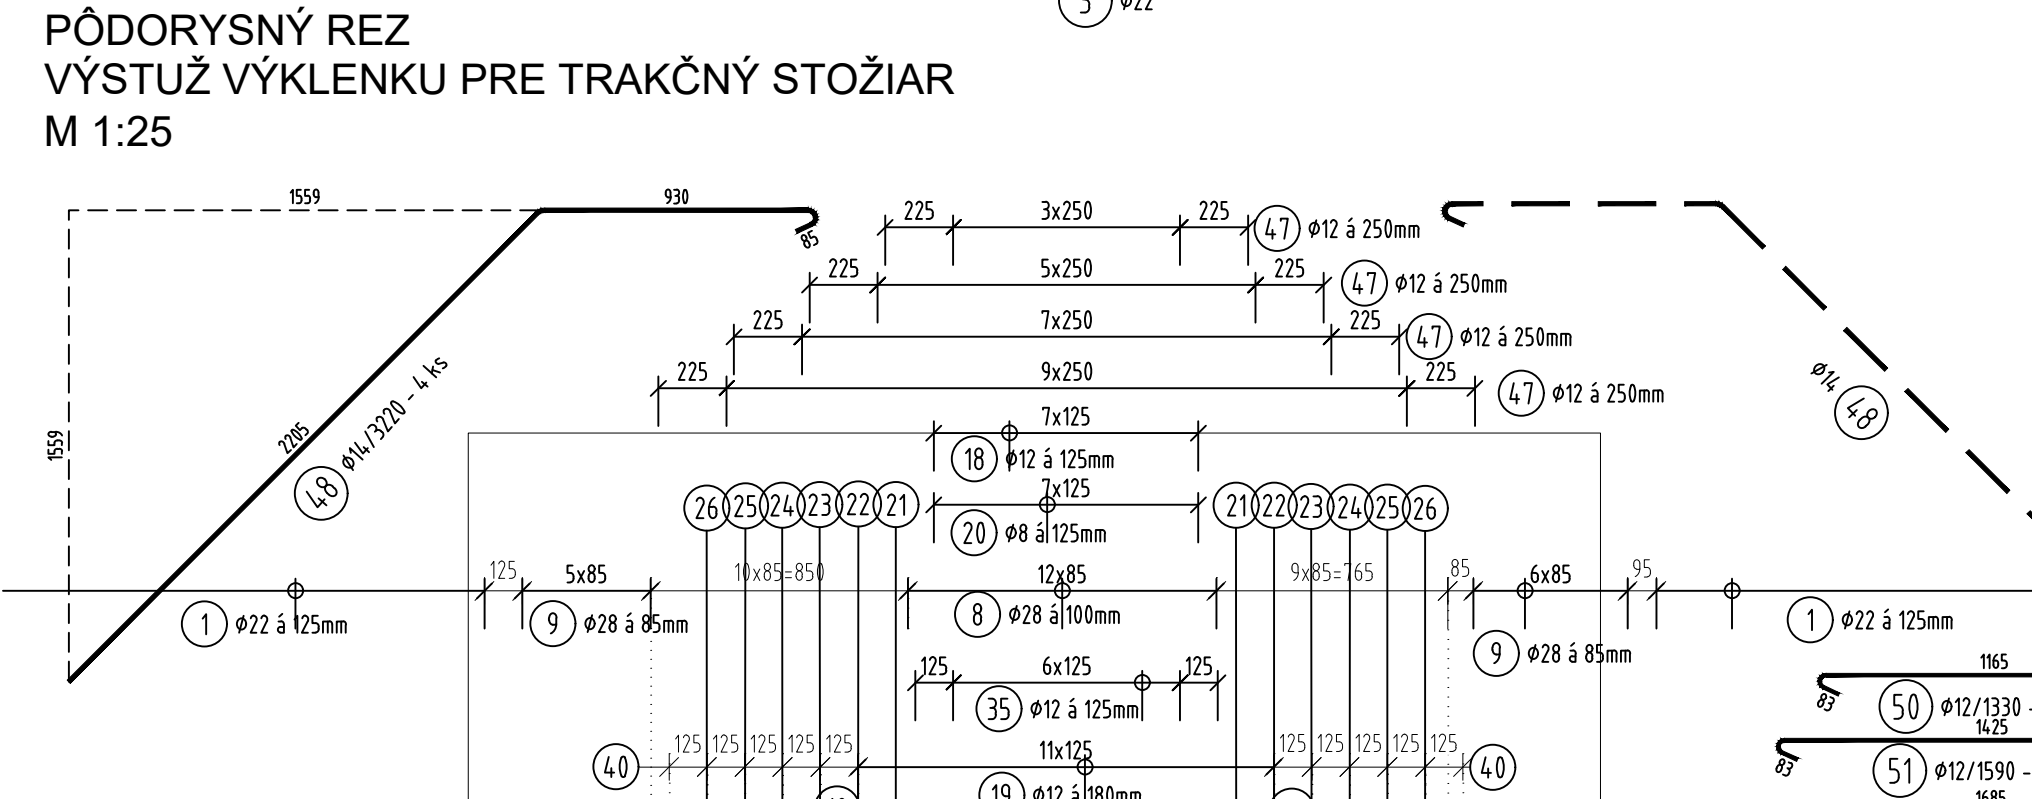 PÔDORYSNÝ REZ
VÝSTUŽ VÝKLENKU PRE TRAKČNÝ STOŽIAR
M 1:25
Ø22
1559
930
85
1559
2205
48 Ø14/3220 - 4 ks
225 3x250 225 47 Ø12 á 250mm
225 5x250 225 47 Ø12 á 250mm
225 7x250 225 47 Ø12 á 250mm
225 9x250 225 47 Ø12 á 250mm
Ø14 48
7x125
18 Ø12 á 125mm
7x125
20 Ø8 á 125mm
26 25 24 23 22 21
21 22 23 24 25 26
125 5x85 10x85=850 12x85 9x85=765 85 6x85 95
1 Ø22 á 125mm
9 Ø28 á 85mm
8 Ø28 á 100mm
9 Ø28 á 85mm
1 Ø22 á 125mm
125 6x125 125
35 Ø12 á 125mm
40 125 125 125 125 125 11x125 125 125 125 125 125 40
19 Ø12 á 180mm
1165
83
50 Ø12/1330 -
1425
83
51 Ø12/1590 -
1685